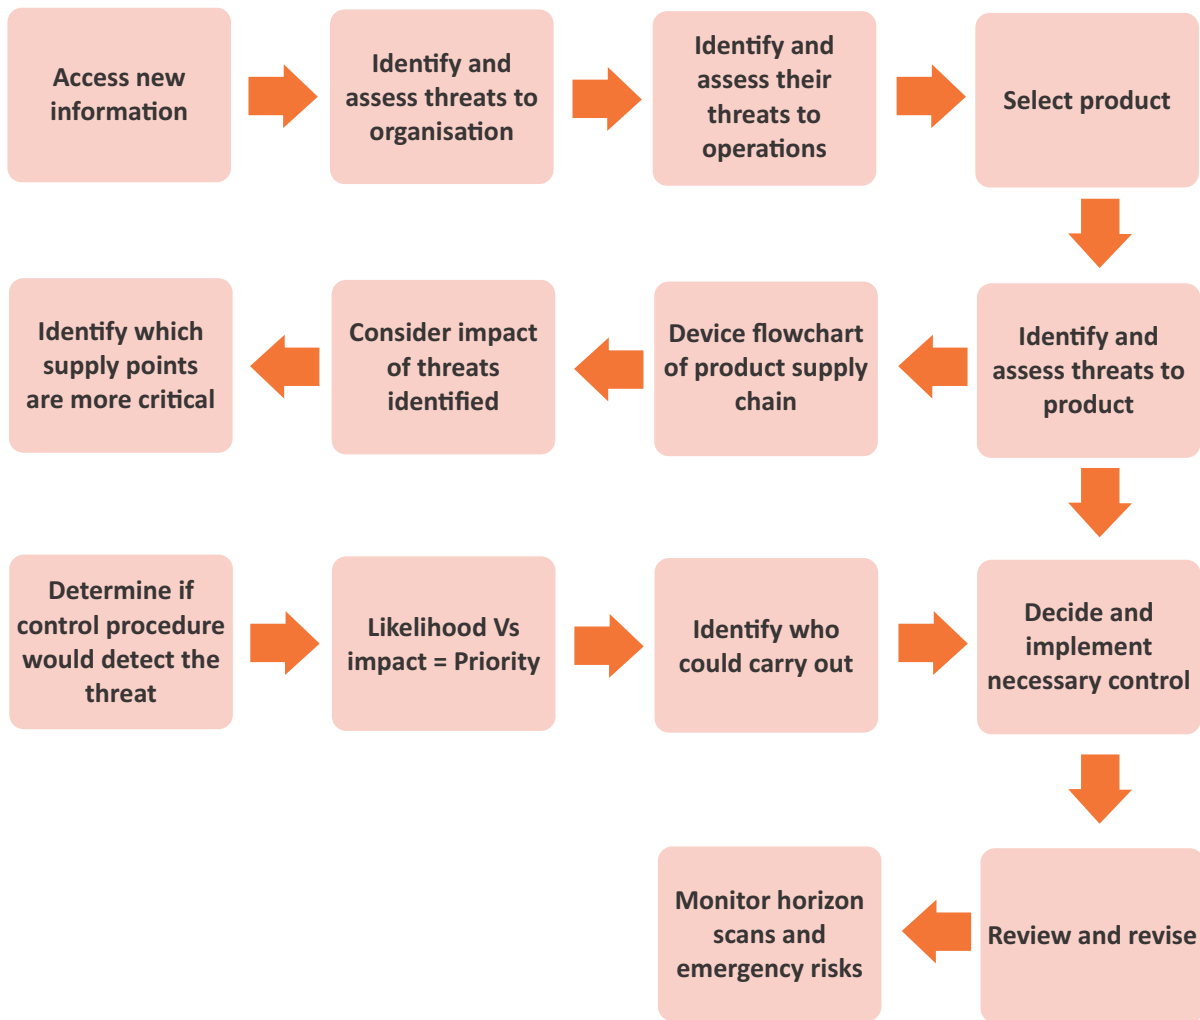 Access new
information
Identify and
assess threats to
organisation
Identify and
assess their
threats to
operations
Select product
Identify which
supply points
are more critical
Consider impact
of threats
identified
Device flowchart
of product supply
chain
Identify and
assess threats to
product
Determine if
control procedure
would detect the
threat
Likelihood Vs
impact = Priority
Identify who
could carry out
Decide and
implement
necessary control
Monitor horizon
scans and
emergency risks
Review and revise